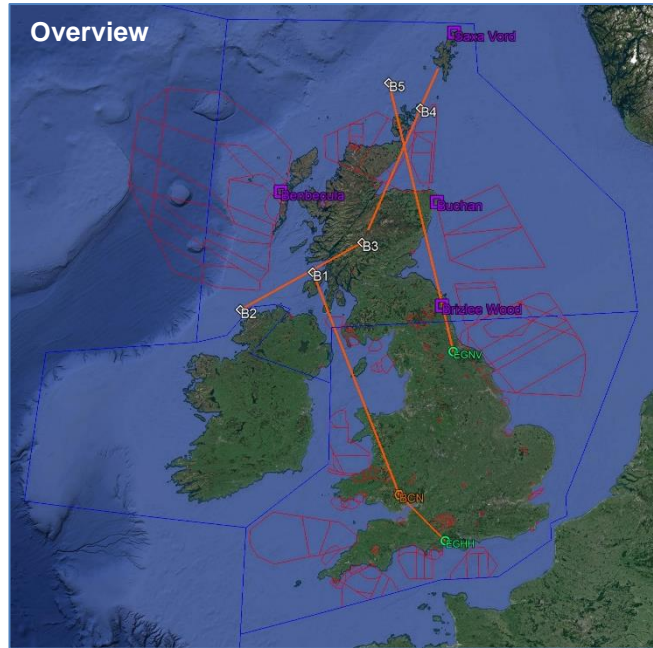 Overview
Saxa Vord
B5
B4
Benbecula
Buchan
B3
B1
B2
Brizlee Wood
EGNV
BCN
EGHH